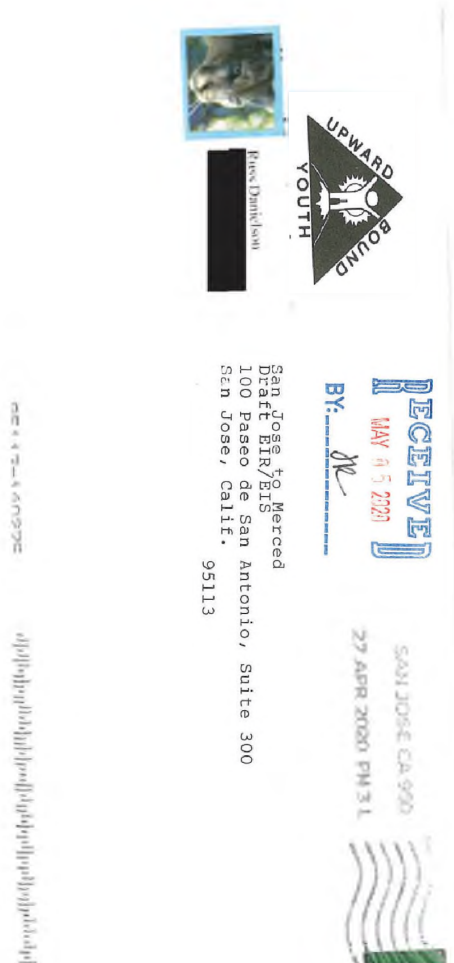 UPWARD BOUND
YOUTH
Russ Danielson
RECEIVED
MAY 05 2020
BY: JR
SAN JOSE CA 950
27 APR 2020 PM 3 L
San Jose to Merced
Draft EIR/EIS
100 Paseo de San Antonio, Suite 300
San Jose, Calif.
95113